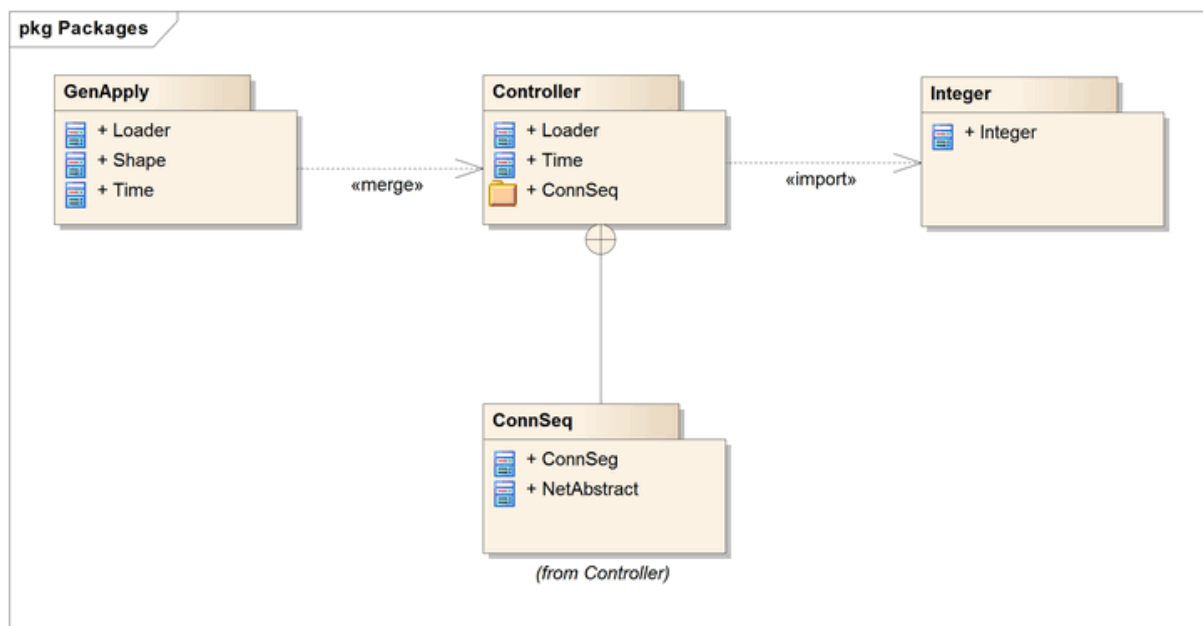 pkg Packages
GenApply
+ Loader
+ Shape
+ Time
«merge»
Controller
+ Loader
+ Time
+ ConnSeq
«import»
Integer
+ Integer
ConnSeq
+ ConnSeg
+ NetAbstract
(from Controller)